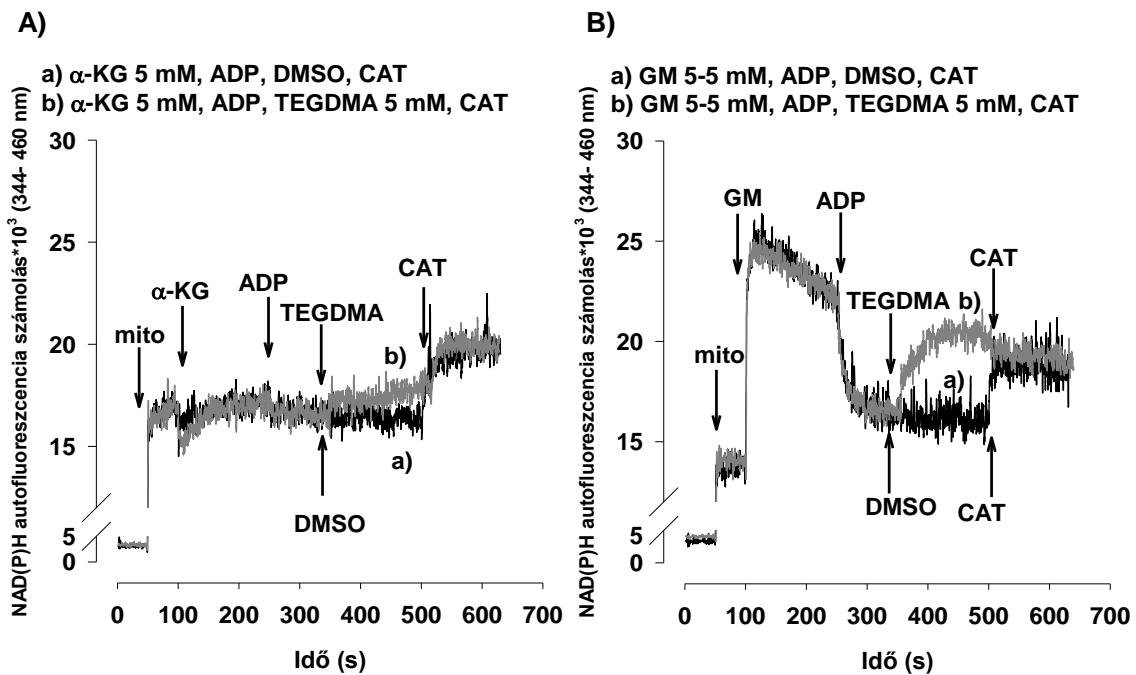 A)
a) α-KG 5 mM, ADP, DMSO, CAT
b) α-KG 5 mM, ADP, TEGDMA 5 mM, CAT
NAD(P)H autofluoreszcencia számolás*10³ (344- 460 nm)
30
25
20
15
5
0
mito
α-KG
ADP
TEGDMA
CAT
b)
a)
DMSO
0 100 200 300 400 500 600 700
Idő (s)
B)
a) GM 5-5 mM, ADP, DMSO, CAT
b) GM 5-5 mM, ADP, TEGDMA 5 mM, CAT
NAD(P)H autofluoreszcencia számolás*10³ (344- 460 nm)
30
25
20
15
5
0
mito
GM
ADP
TEGDMA b)
CAT
a)
DMSO
CAT
0 100 200 300 400 500 600 700
Idő (s)